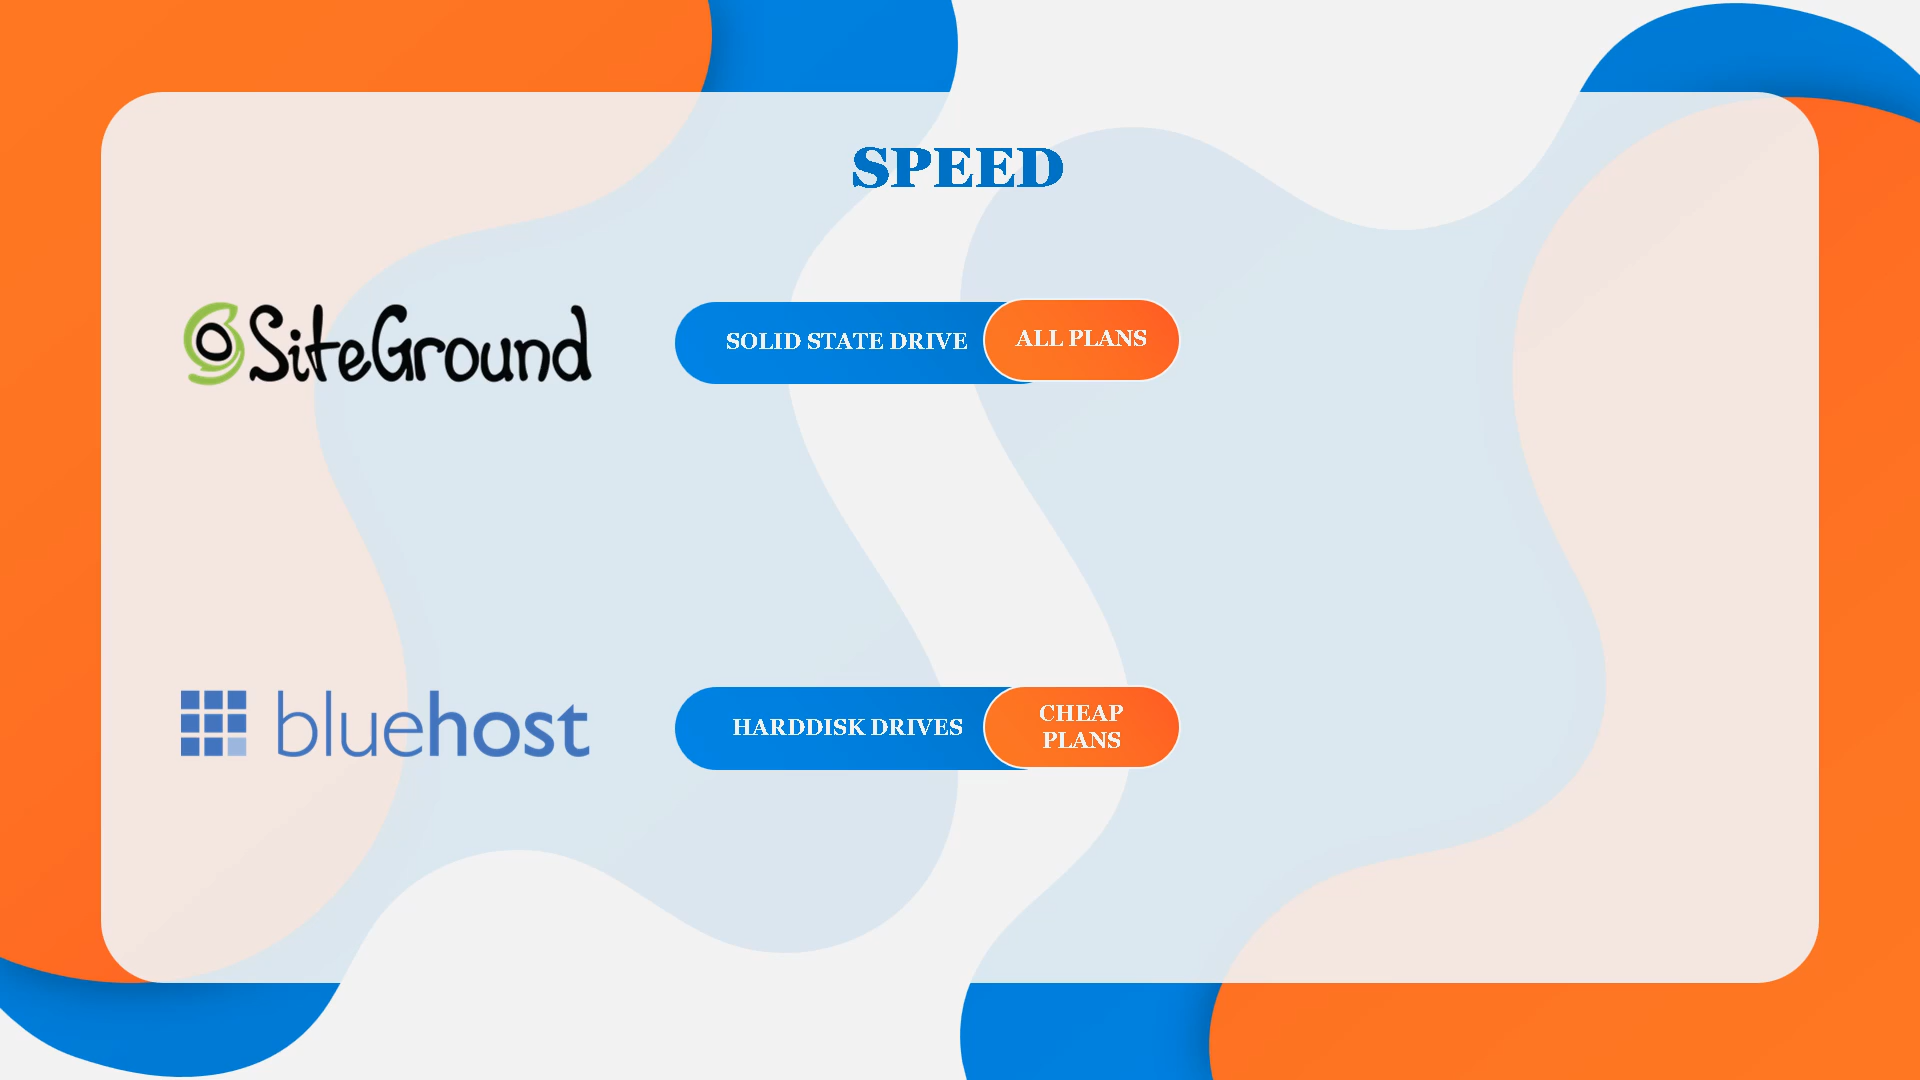 SPEED
SiteGround
SOLID STATE DRIVE
ALL PLANS
bluehost
HARDDISK DRIVES
CHEAP
PLANS